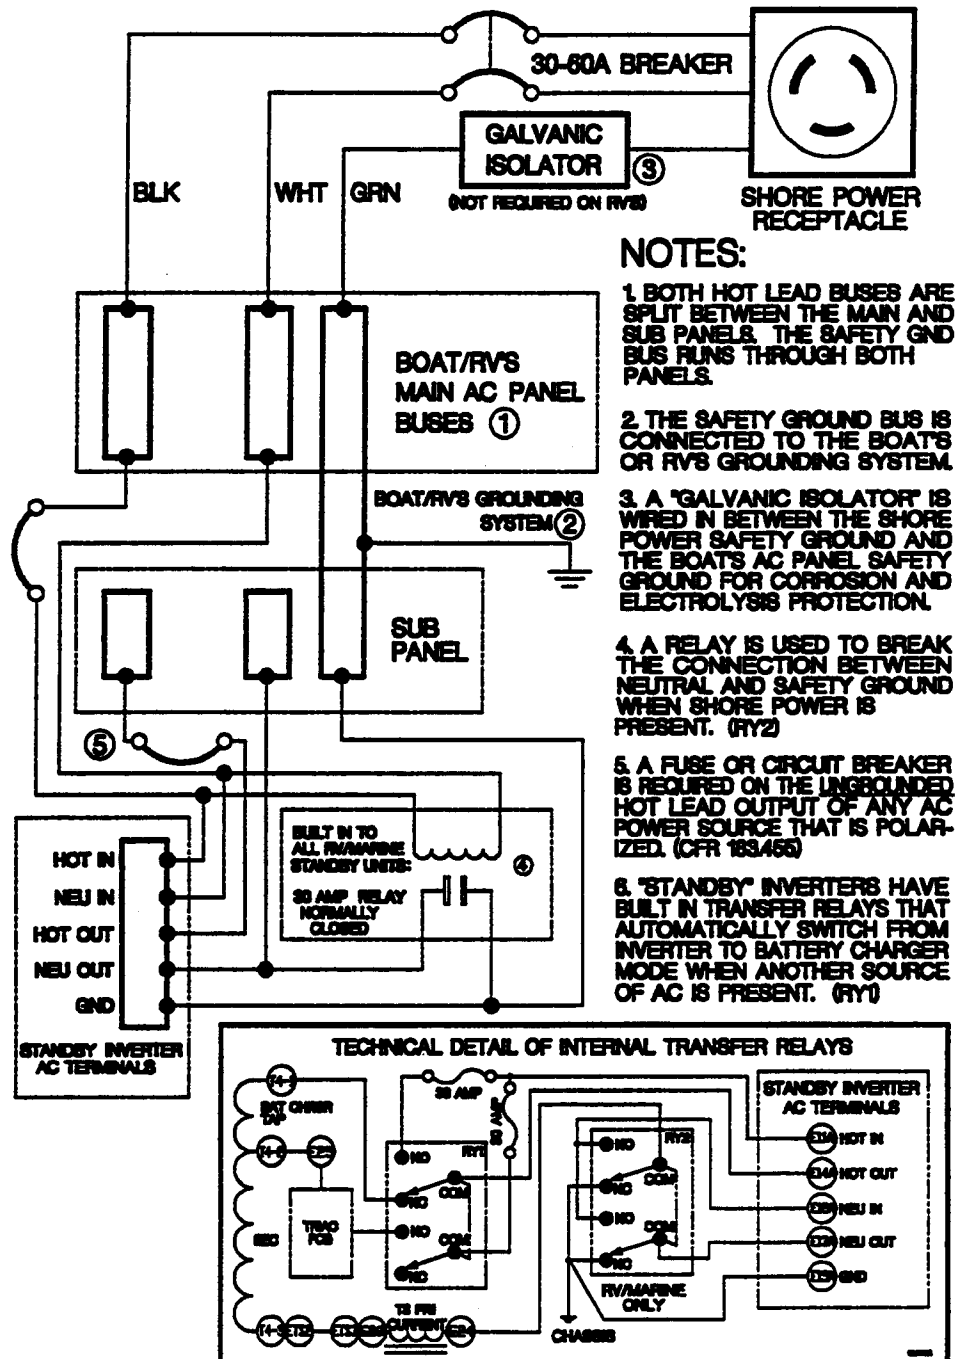 30-60A BREAKER
GALVANIC
ISOLATOR
3
(NOT REQUIRED ON RV'S)
SHORE POWER
RECEPTACLE
BLK
WHT
GRN
NOTES:
1. BOTH HOT LEAD BUSES ARE
SPLIT BETWEEN THE MAIN AND
SUB PANELS. THE SAFETY GND
BUS RUNS THROUGH BOTH
PANELS.
2. THE SAFETY GROUND BUS IS
CONNECTED TO THE BOAT'S
OR RV'S GROUNDING SYSTEM.
3. A "GALVANIC ISOLATOR" IS
WIRED IN BETWEEN THE SHORE
POWER SAFETY GROUND AND
THE BOAT'S AC PANEL SAFETY
GROUND FOR CORROSION AND
ELECTROLYSIS PROTECTION.
4. A RELAY IS USED TO BREAK
THE CONNECTION BETWEEN
NEUTRAL AND SAFETY GROUND
WHEN SHORE POWER IS
PRESENT. (RY2)
5. A FUSE OR CIRCUIT BREAKER
IS REQUIRED ON THE UNGROUNDED
HOT LEAD OUTPUT OF ANY AC
POWER SOURCE THAT IS POLAR-
IZED. (CFR 183.455)
6. "STANDBY" INVERTERS HAVE
BUILT IN TRANSFER RELAYS THAT
AUTOMATICALLY SWITCH FROM
INVERTER TO BATTERY CHARGER
MODE WHEN ANOTHER SOURCE
OF AC IS PRESENT. (RY1)
BOAT/RV'S
MAIN AC PANEL
BUSES 1
BOAT/RV'S GROUNDING
SYSTEM 2
SUB
PANEL
5
BUILT IN TO
ALL RV/MARINE
STANDBY UNITS:
30 AMP RELAY
NORMALLY
CLOSED
4
HOT IN
NEU IN
HOT OUT
NEU OUT
GND
STANDBY INVERTER
AC TERMINALS
TECHNICAL DETAIL OF INTERNAL TRANSFER RELAYS
BAT CHRGR
TAP
SEC
TRIAC
PCB
30 AMP
30 AMP
RY1
NO
COM
NC
NO
COM
NC
RY2
NO
COM
NC
NO
COM
NC
RV/MARINE
ONLY
CHASSIS
T3 PRI
CURRENT
STANDBY INVERTER
AC TERMINALS
HOT IN
HOT OUT
NEU IN
NEU OUT
GND